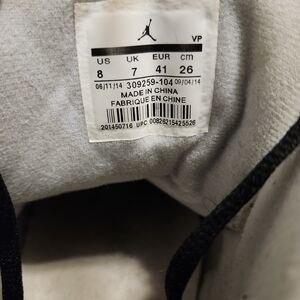 VP
US UK EUR cm
8 7 41 26
06/11/14 309259-104 09/04/14
MADE IN CHINA
FABRIQUE EN CHINE
201450716 UPC 00826215425526